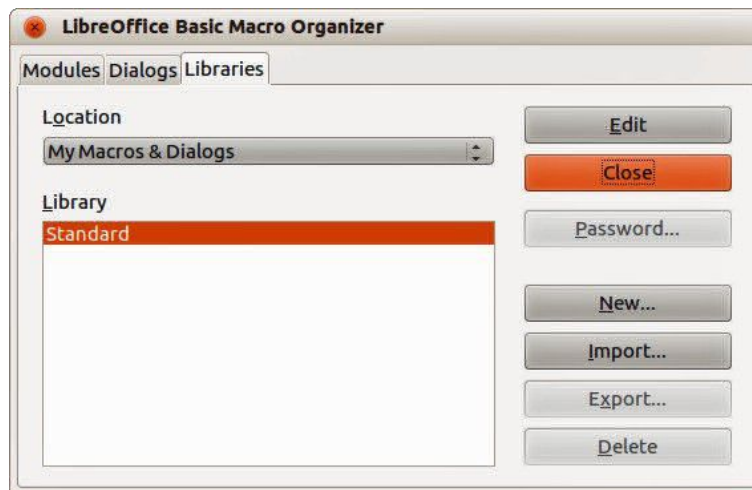 LibreOffice Basic Macro Organizer
Modules Dialogs Libraries
Location
My Macros & Dialogs
Library
Standard
Edit
Close
Password...
New...
Import...
Export...
Delete